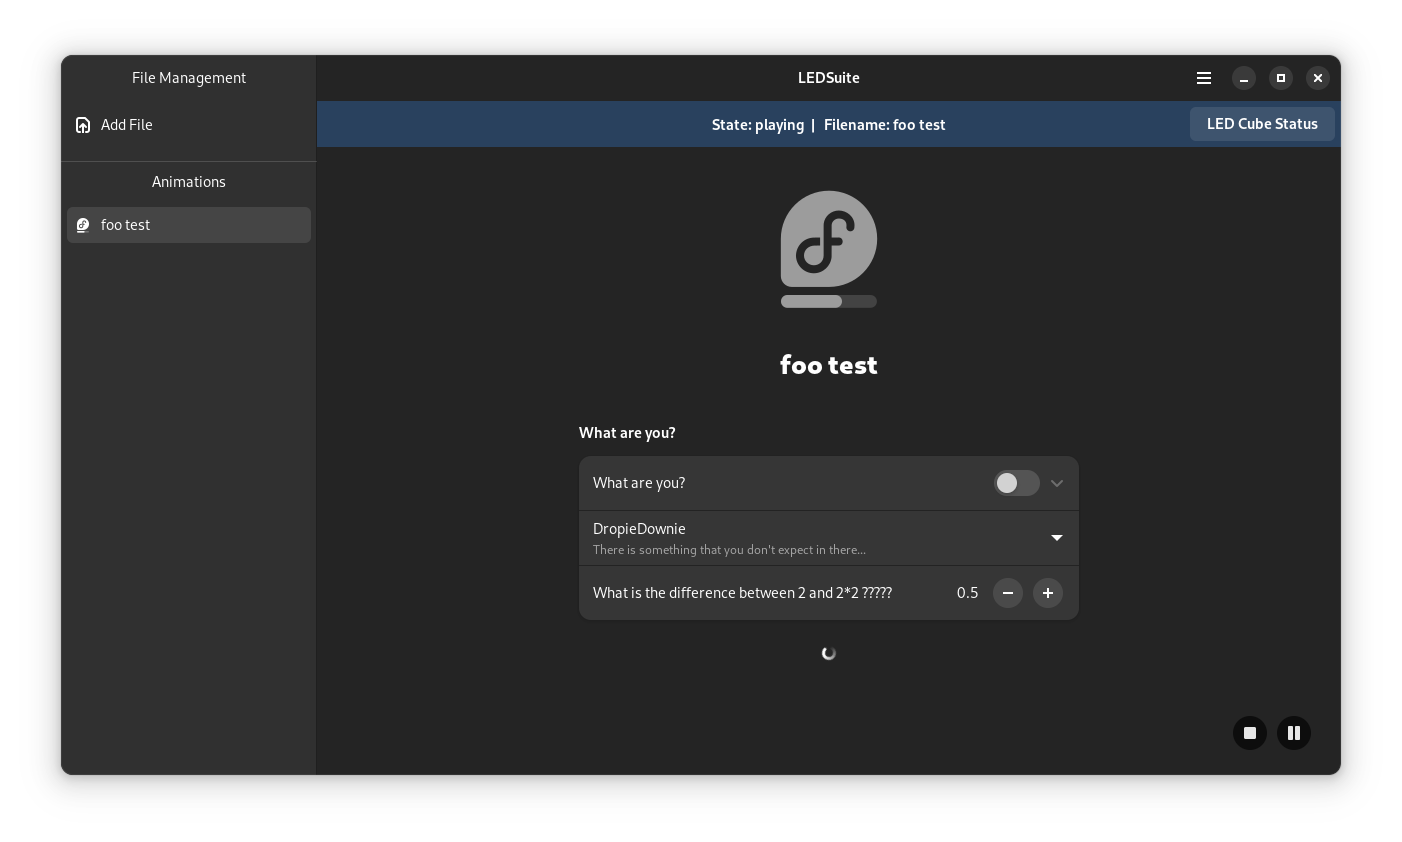 File Management
LEDSuite
Add File
State: playing | Filename: foo test
LED Cube Status
Animations
foo test
foo test
What are you?
What are you?
DropieDownie
There is something that you don't expect in there...
What is the difference between 2 and 2*2 ?????
0.5